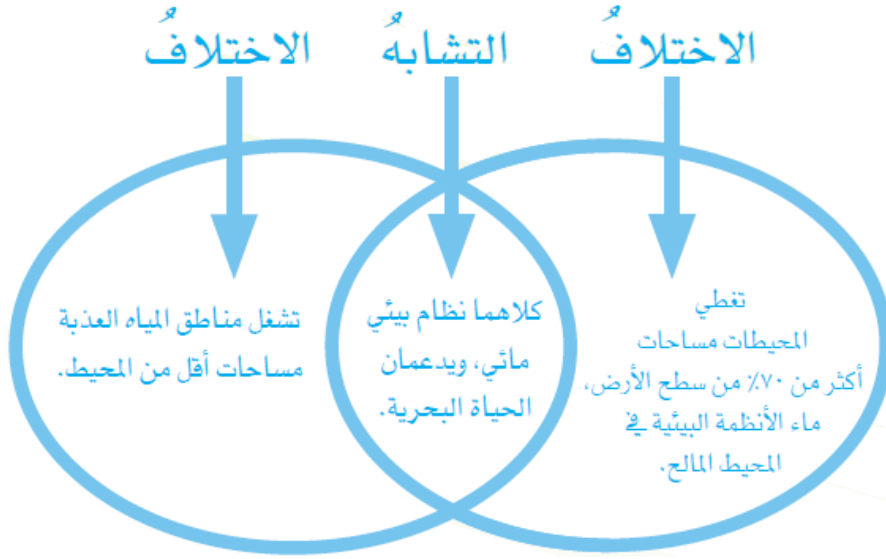 الاختلافُ
التشابهُ
الاختلافُ
تغطي
المحيطات مساحات
أكثر من ٧٠٪ من سطح الأرض،
ماء الأنظمة البيئية في
المحيط المالح.
كلاهما نظام بيئي
مائي، ويدعمان
الحياة البحرية.
تشغل مناطق المياه العذبة
مساحات أقل من المحيط.